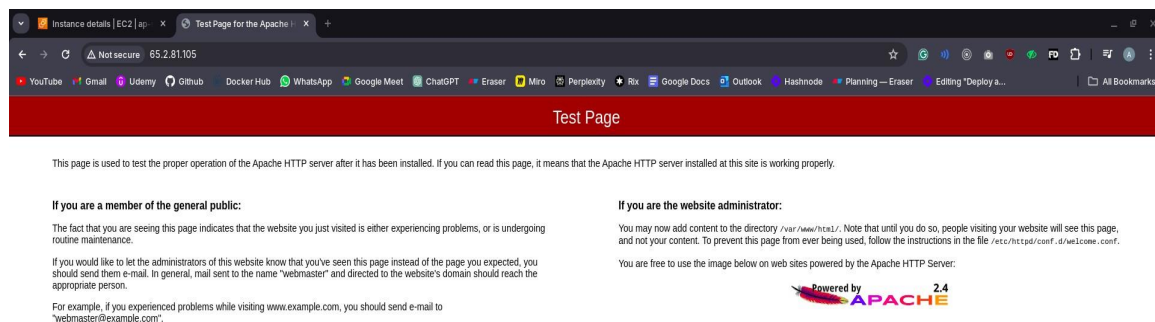 Instance details | EC2 | ap-
Test Page for the Apache H
Not secure 65.2.81.105
YouTube Gmail Udemy Github Docker Hub WhatsApp Google Meet ChatGPT Eraser Miro Perplexity Rix Google Docs Outlook Hashnode Planning — Eraser Editing "Deploy a... All Bookmarks
Test Page
This page is used to test the proper operation of the Apache HTTP server after it has been installed. If you can read this page, it means that the Apache HTTP server installed at this site is working properly.
If you are a member of the general public:
The fact that you are seeing this page indicates that the website you just visited is either experiencing problems, or is undergoing
routine maintenance.
If you would like to let the administrators of this website know that you've seen this page instead of the page you expected, you
should send them e-mail. In general, mail sent to the name "webmaster" and directed to the website's domain should reach the
appropriate person.
For example, if you experienced problems while visiting www.example.com, you should send e-mail to
"webmaster@example.com".
If you are the website administrator:
You may now add content to the directory /var/www/html/. Note that until you do so, people visiting your website will see this page,
and not your content. To prevent this page from ever being used, follow the instructions in the file /etc/httpd/conf.d/welcome.conf.
You are free to use the image below on web sites powered by the Apache HTTP Server:
Powered by 2.4
APACHE